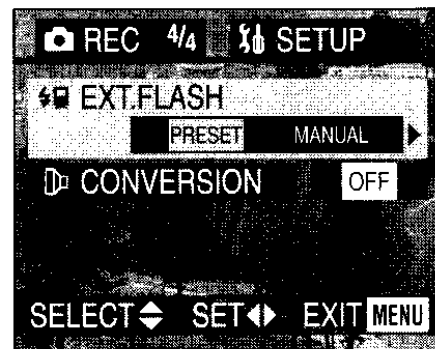 REC 4/4 SETUP
EXT.FLASH
PRESET MANUAL
CONVERSION OFF
SELECT SET EXIT MENU